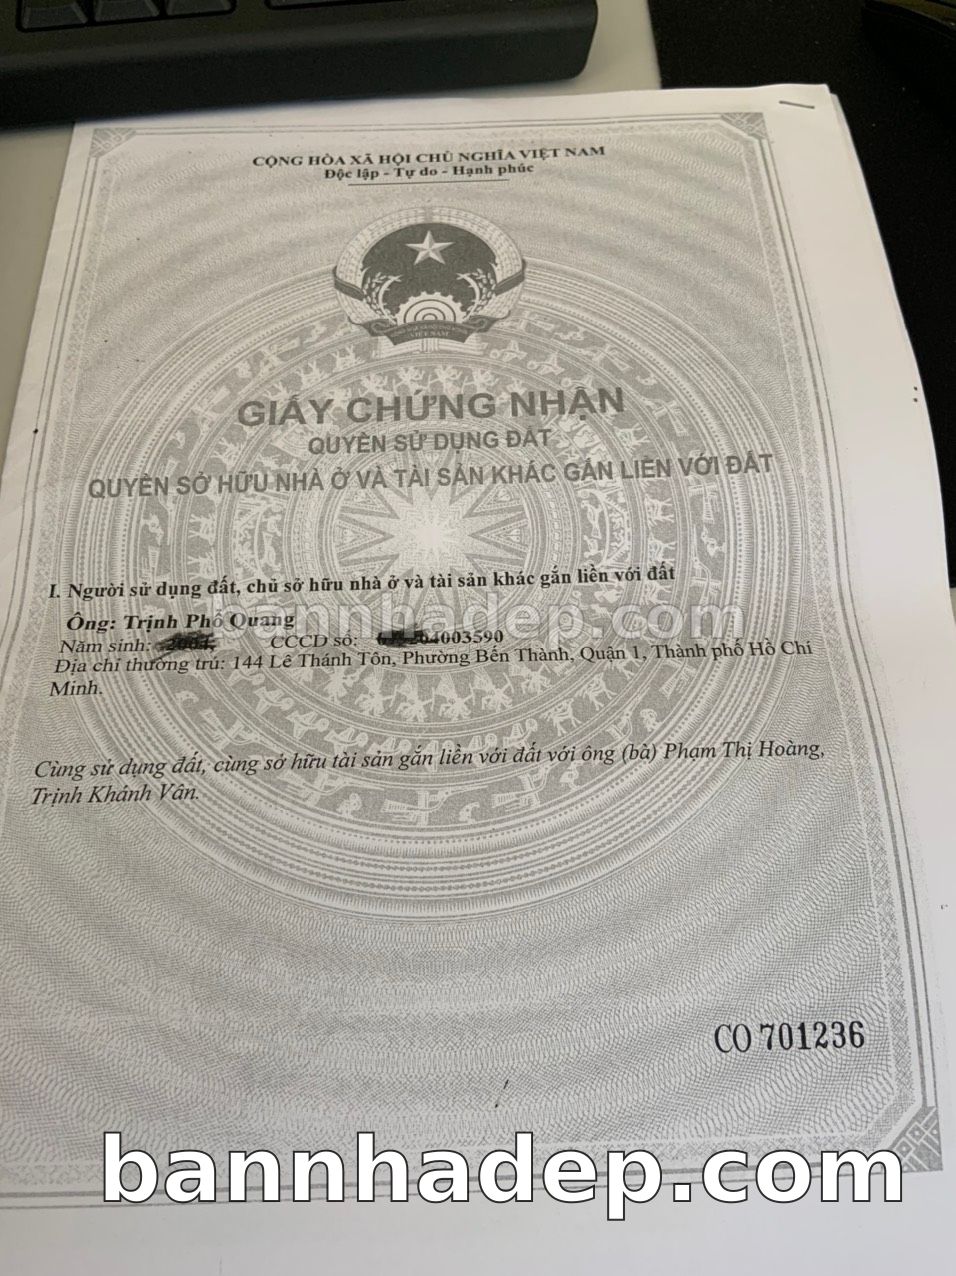 CỘNG HÒA XÃ HỘI CHỦ NGHĨA VIỆT NAM
Độc lập - Tự do - Hạnh phúc
GIẤY CHỨNG NHẬN
QUYỀN SỬ DỤNG ĐẤT
QUYỀN SỞ HỮU NHÀ Ở VÀ TÀI SẢN KHÁC GẮN LIỀN VỚI ĐẤT
I. Người sử dụng đất, chủ sở hữu nhà ở và tài sản khác gắn liền với đất
bannhadep.com
Ông: Trịnh Phố Quang
Năm sinh: CCCD số: 04003590
Địa chỉ thường trú: 144 Lê Thánh Tôn, Phường Bến Thành, Quận 1, Thành phố Hồ Chí
Minh.
Cùng sử dụng đất, cùng sở hữu tài sản gắn liền với đất với ông (bà) Phạm Thị Hoàng,
Trịnh Khánh Vân.
CO 701236
bannhadep.com